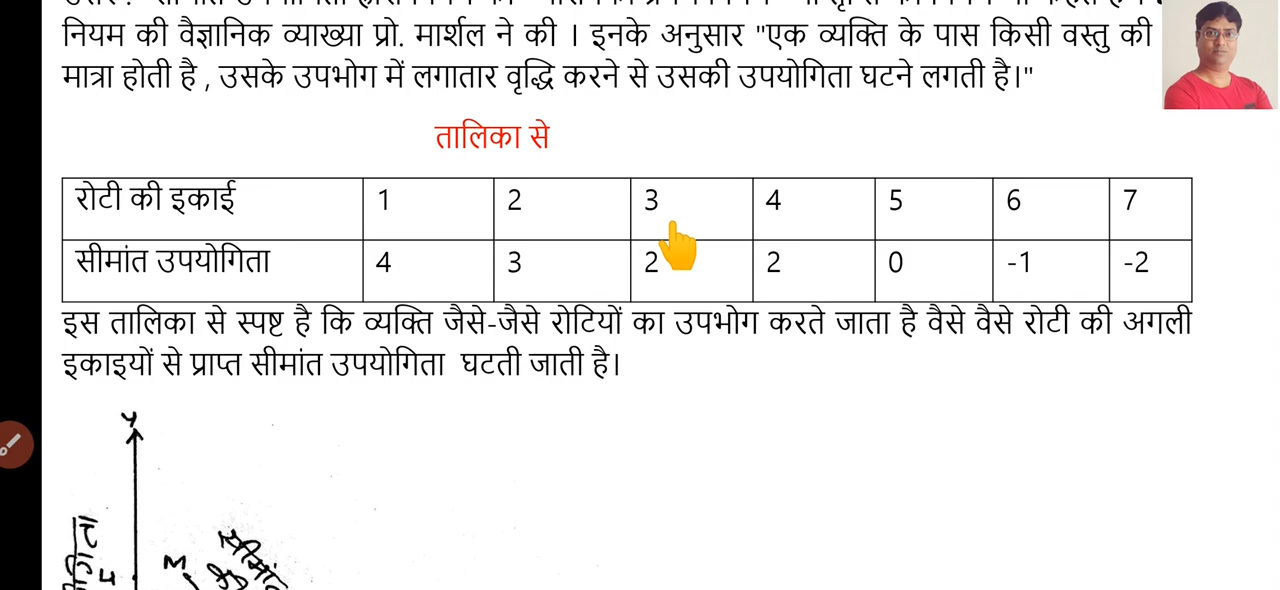 नियम की वैज्ञानिक व्याख्या प्रो. मार्शल ने की । इनके अनुसार "एक व्यक्ति के पास किसी वस्तु की
मात्रा होती है , उसके उपभोग में लगातार वृद्धि करने से उसकी उपयोगिता घटने लगती है।"
तालिका से
रोटी की इकाई 1 2 3 4 5 6 7
सीमांत उपयोगिता 4 3 2 2 0 -1 -2
इस तालिका से स्पष्ट है कि व्यक्ति जैसे-जैसे रोटियों का उपभोग करते जाता है वैसे वैसे रोटी की अगली
इकाइयों से प्राप्त सीमांत उपयोगिता घटती जाती है।
y
M
सीमांत
4